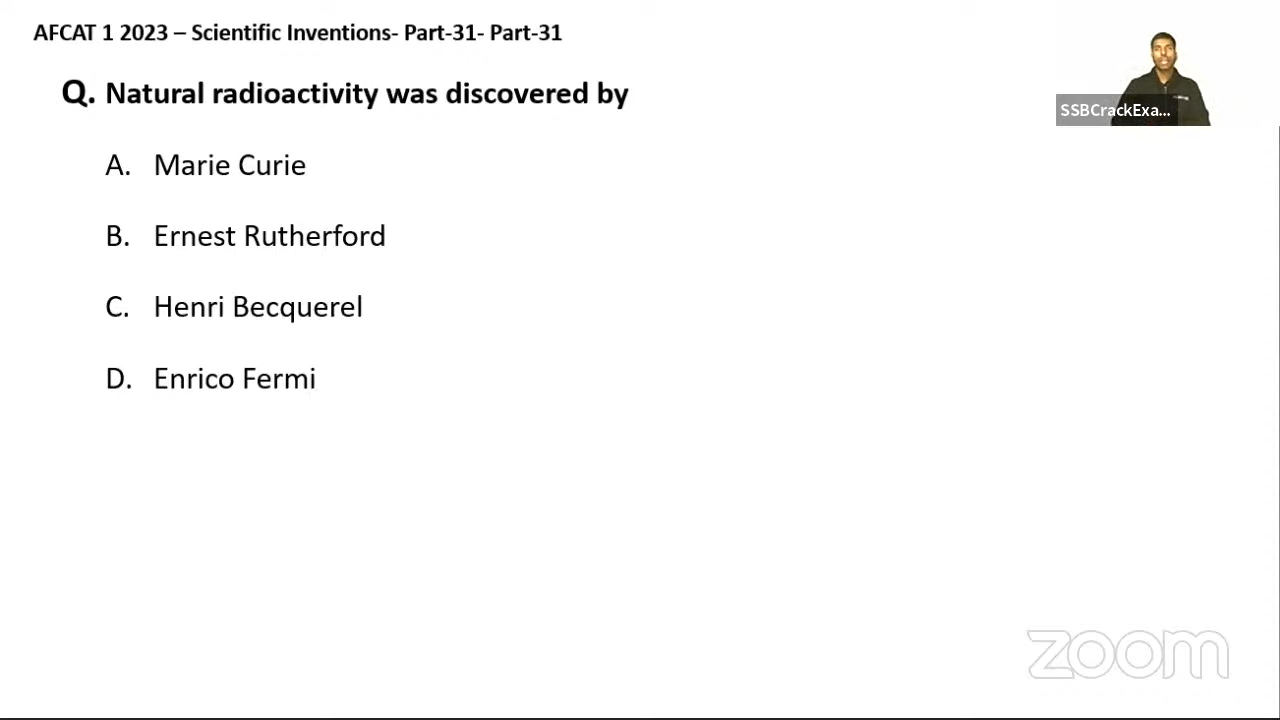 AFCAT 1 2023 – Scientific Inventions- Part-31- Part-31
Q. Natural radioactivity was discovered by
SSBCrackExa...
A. Marie Curie
B. Ernest Rutherford
C. Henri Becquerel
D. Enrico Fermi
zoom